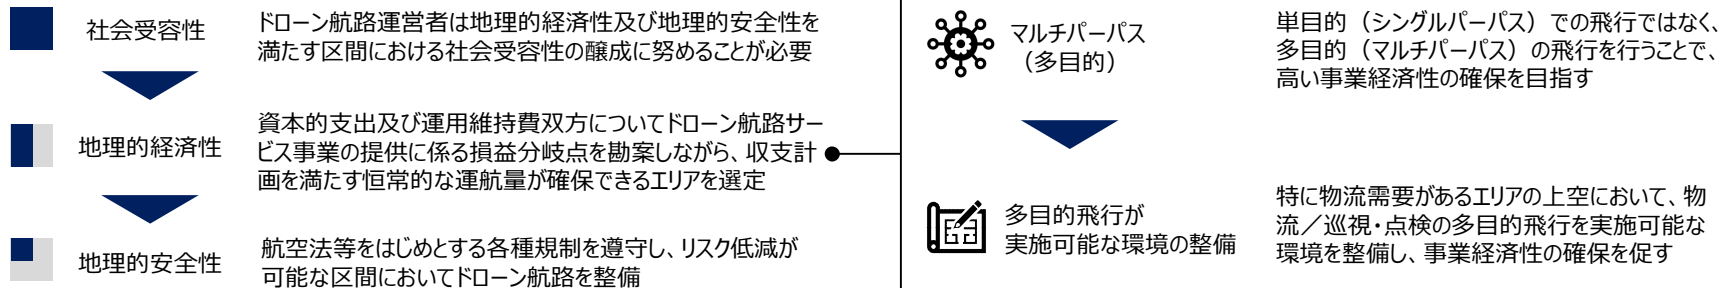 社会受容性
ドローン航路運営者は地理的経済性及び地理的安全性を
満たす区間における社会受容性の醸成に努めることが必要
地理的経済性
資本的支出及び運用維持費双方についてドローン航路サー
ビス事業の提供に係る損益分岐点を勘案しながら、収支計
画を満たす恒常的な運航量が確保できるエリアを選定
地理的安全性
航空法等をはじめとする各種規制を遵守し、リスク低減が
可能な区間においてドローン航路を整備
マルチパーパス
（多目的）
単目的（シングルパーパス）での飛行ではなく、
多目的（マルチパーパス）の飛行を行うことで、
高い事業経済性の確保を目指す
多目的飛行が
実施可能な環境の整備
特に物流需要があるエリアの上空において、物
流／巡視・点検の多目的飛行を実施可能な
環境を整備し、事業経済性の確保を促す